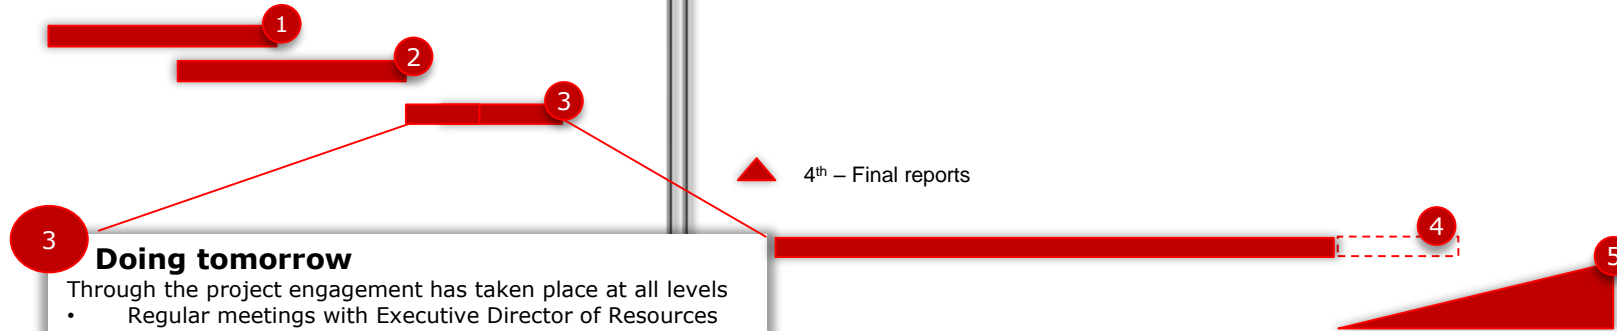 1
2
3
4th – Final reports
4
3
5
Doing tomorrow
Through the project engagement has taken place at all levels
• Regular meetings with Executive Director of Resources